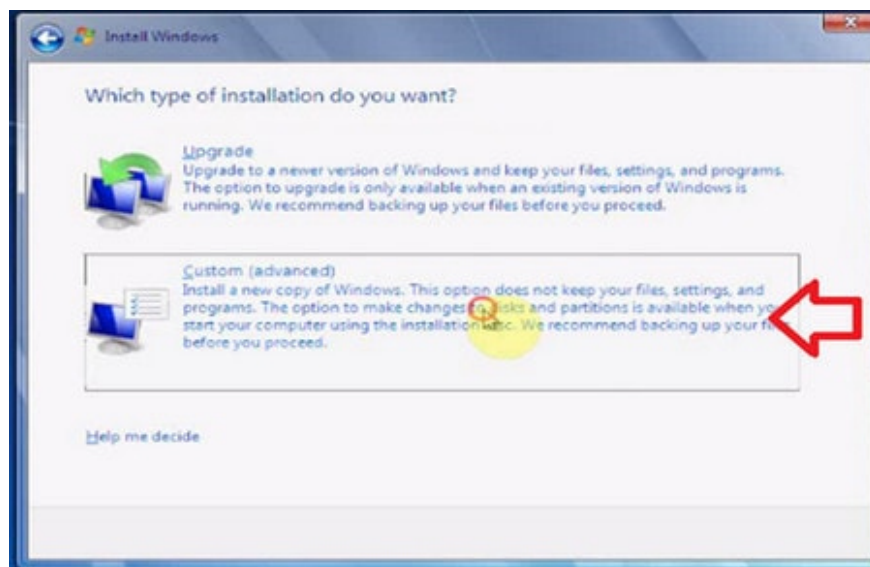 Install Windows
Which type of installation do you want?
Upgrade
Upgrade to a newer version of Windows and keep your files, settings, and programs.
The option to upgrade is only available when an existing version of Windows is
running. We recommend backing up your files before you proceed.
Custom (advanced)
Install a new copy of Windows. This option does not keep your files, settings, and
programs. The option to make changes to disks and partitions is available when you
start your computer using the installation disc. We recommend backing up your
before you proceed.
Help me decide